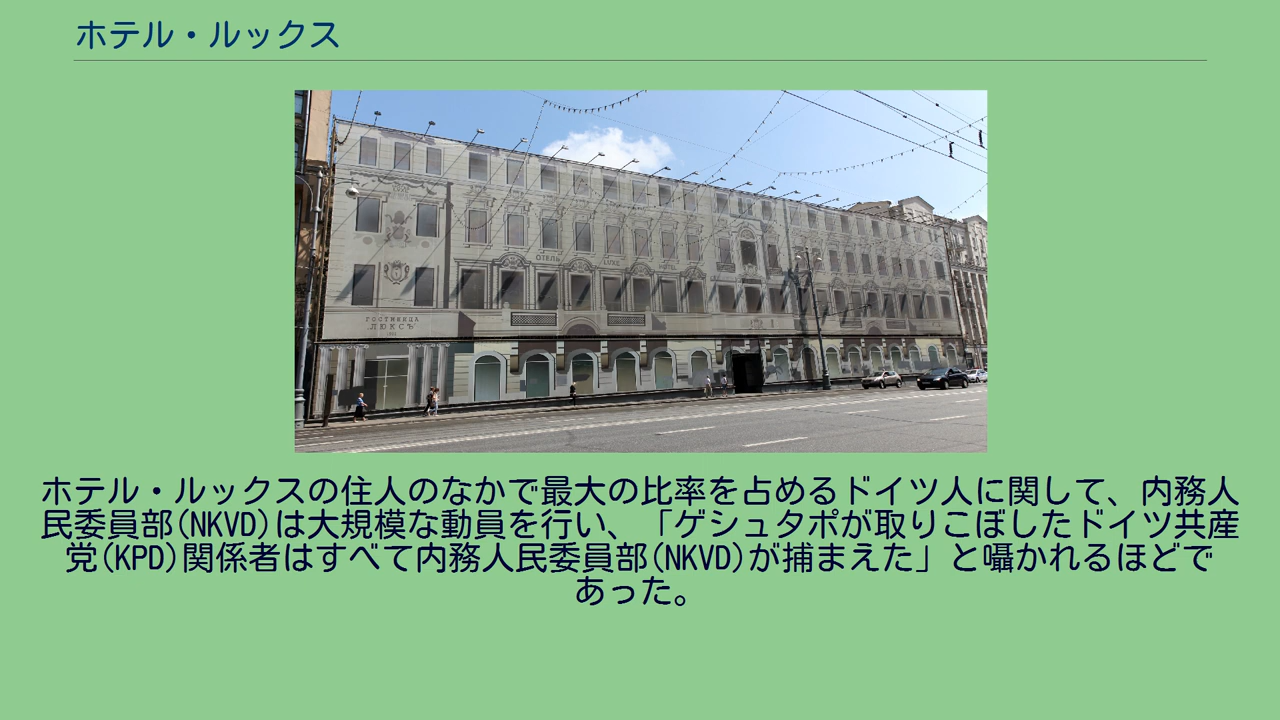 ホテル・ルックス
ОТЕЛЬ
LUXE
ГОСТИНИЦА
"ЛЮКСЪ"
ホテル・ルックスの住人のなかで最大の比率を占めるドイツ人に関して、内務人
民委員部(NKVD)は大規模な動員を行い、「ゲシュタポが取りこぼしたドイツ共産
党(KPD)関係者はすべて内務人民委員部(NKVD)が捕まえた」と囁かれるほどで
あった。